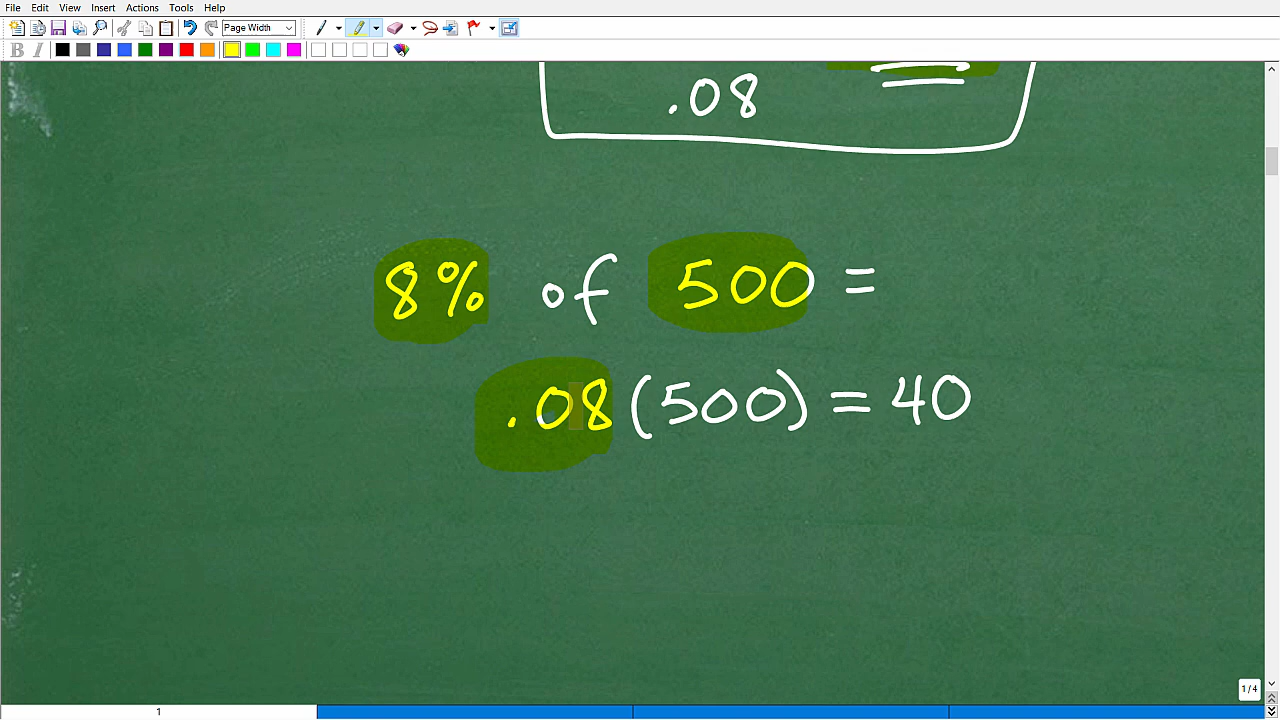 File Edit View Insert Actions Tools Help
Page Width
B I
.08
8% of 500 =
.08 (500) = 40
1/4
1